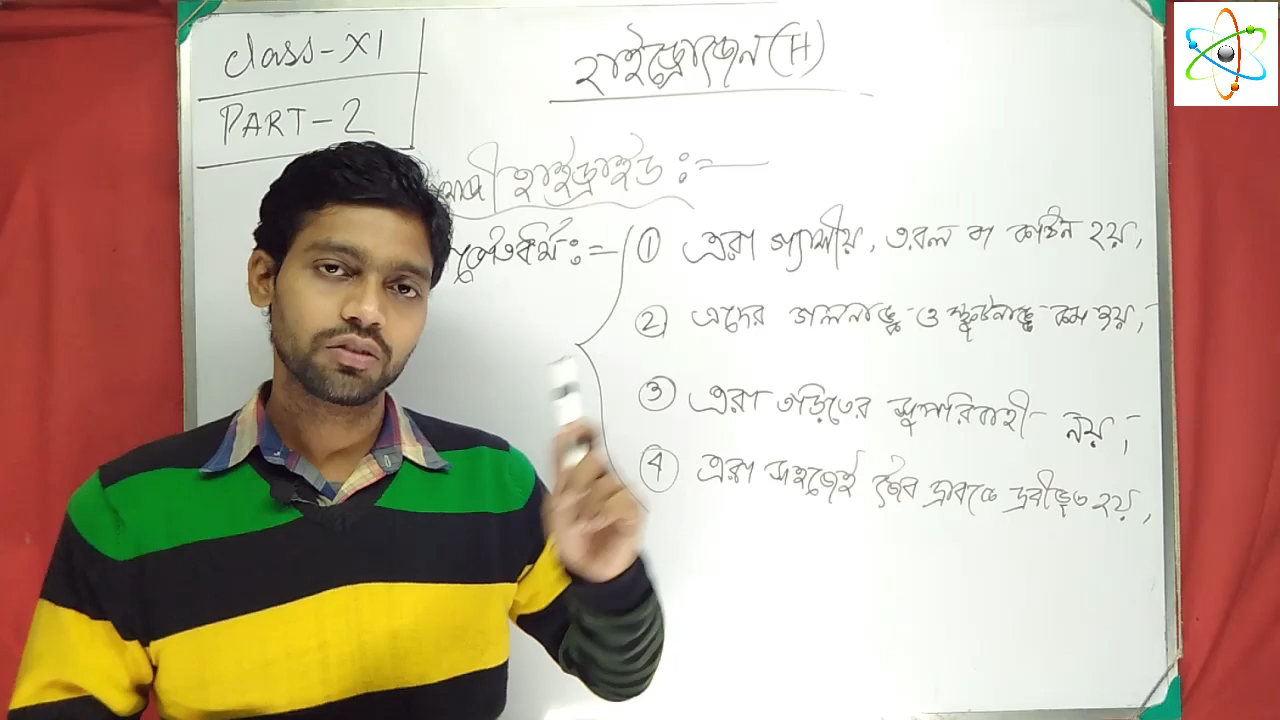 Class-XI
PART-2
হাইড্রোজেন (H)
হাইড্রাইড :-
① এরা গ্যাসীয়, তরল বা কঠিন হয়,
② এদের গলনাঙ্ক ও স্ফুটনাঙ্ক কম হয়,
③ এরা তড়িতের সুপরিবাহী নয়,
④ এরা সহজেই জৈব দ্রাবকে দ্রবীভূত হয়,